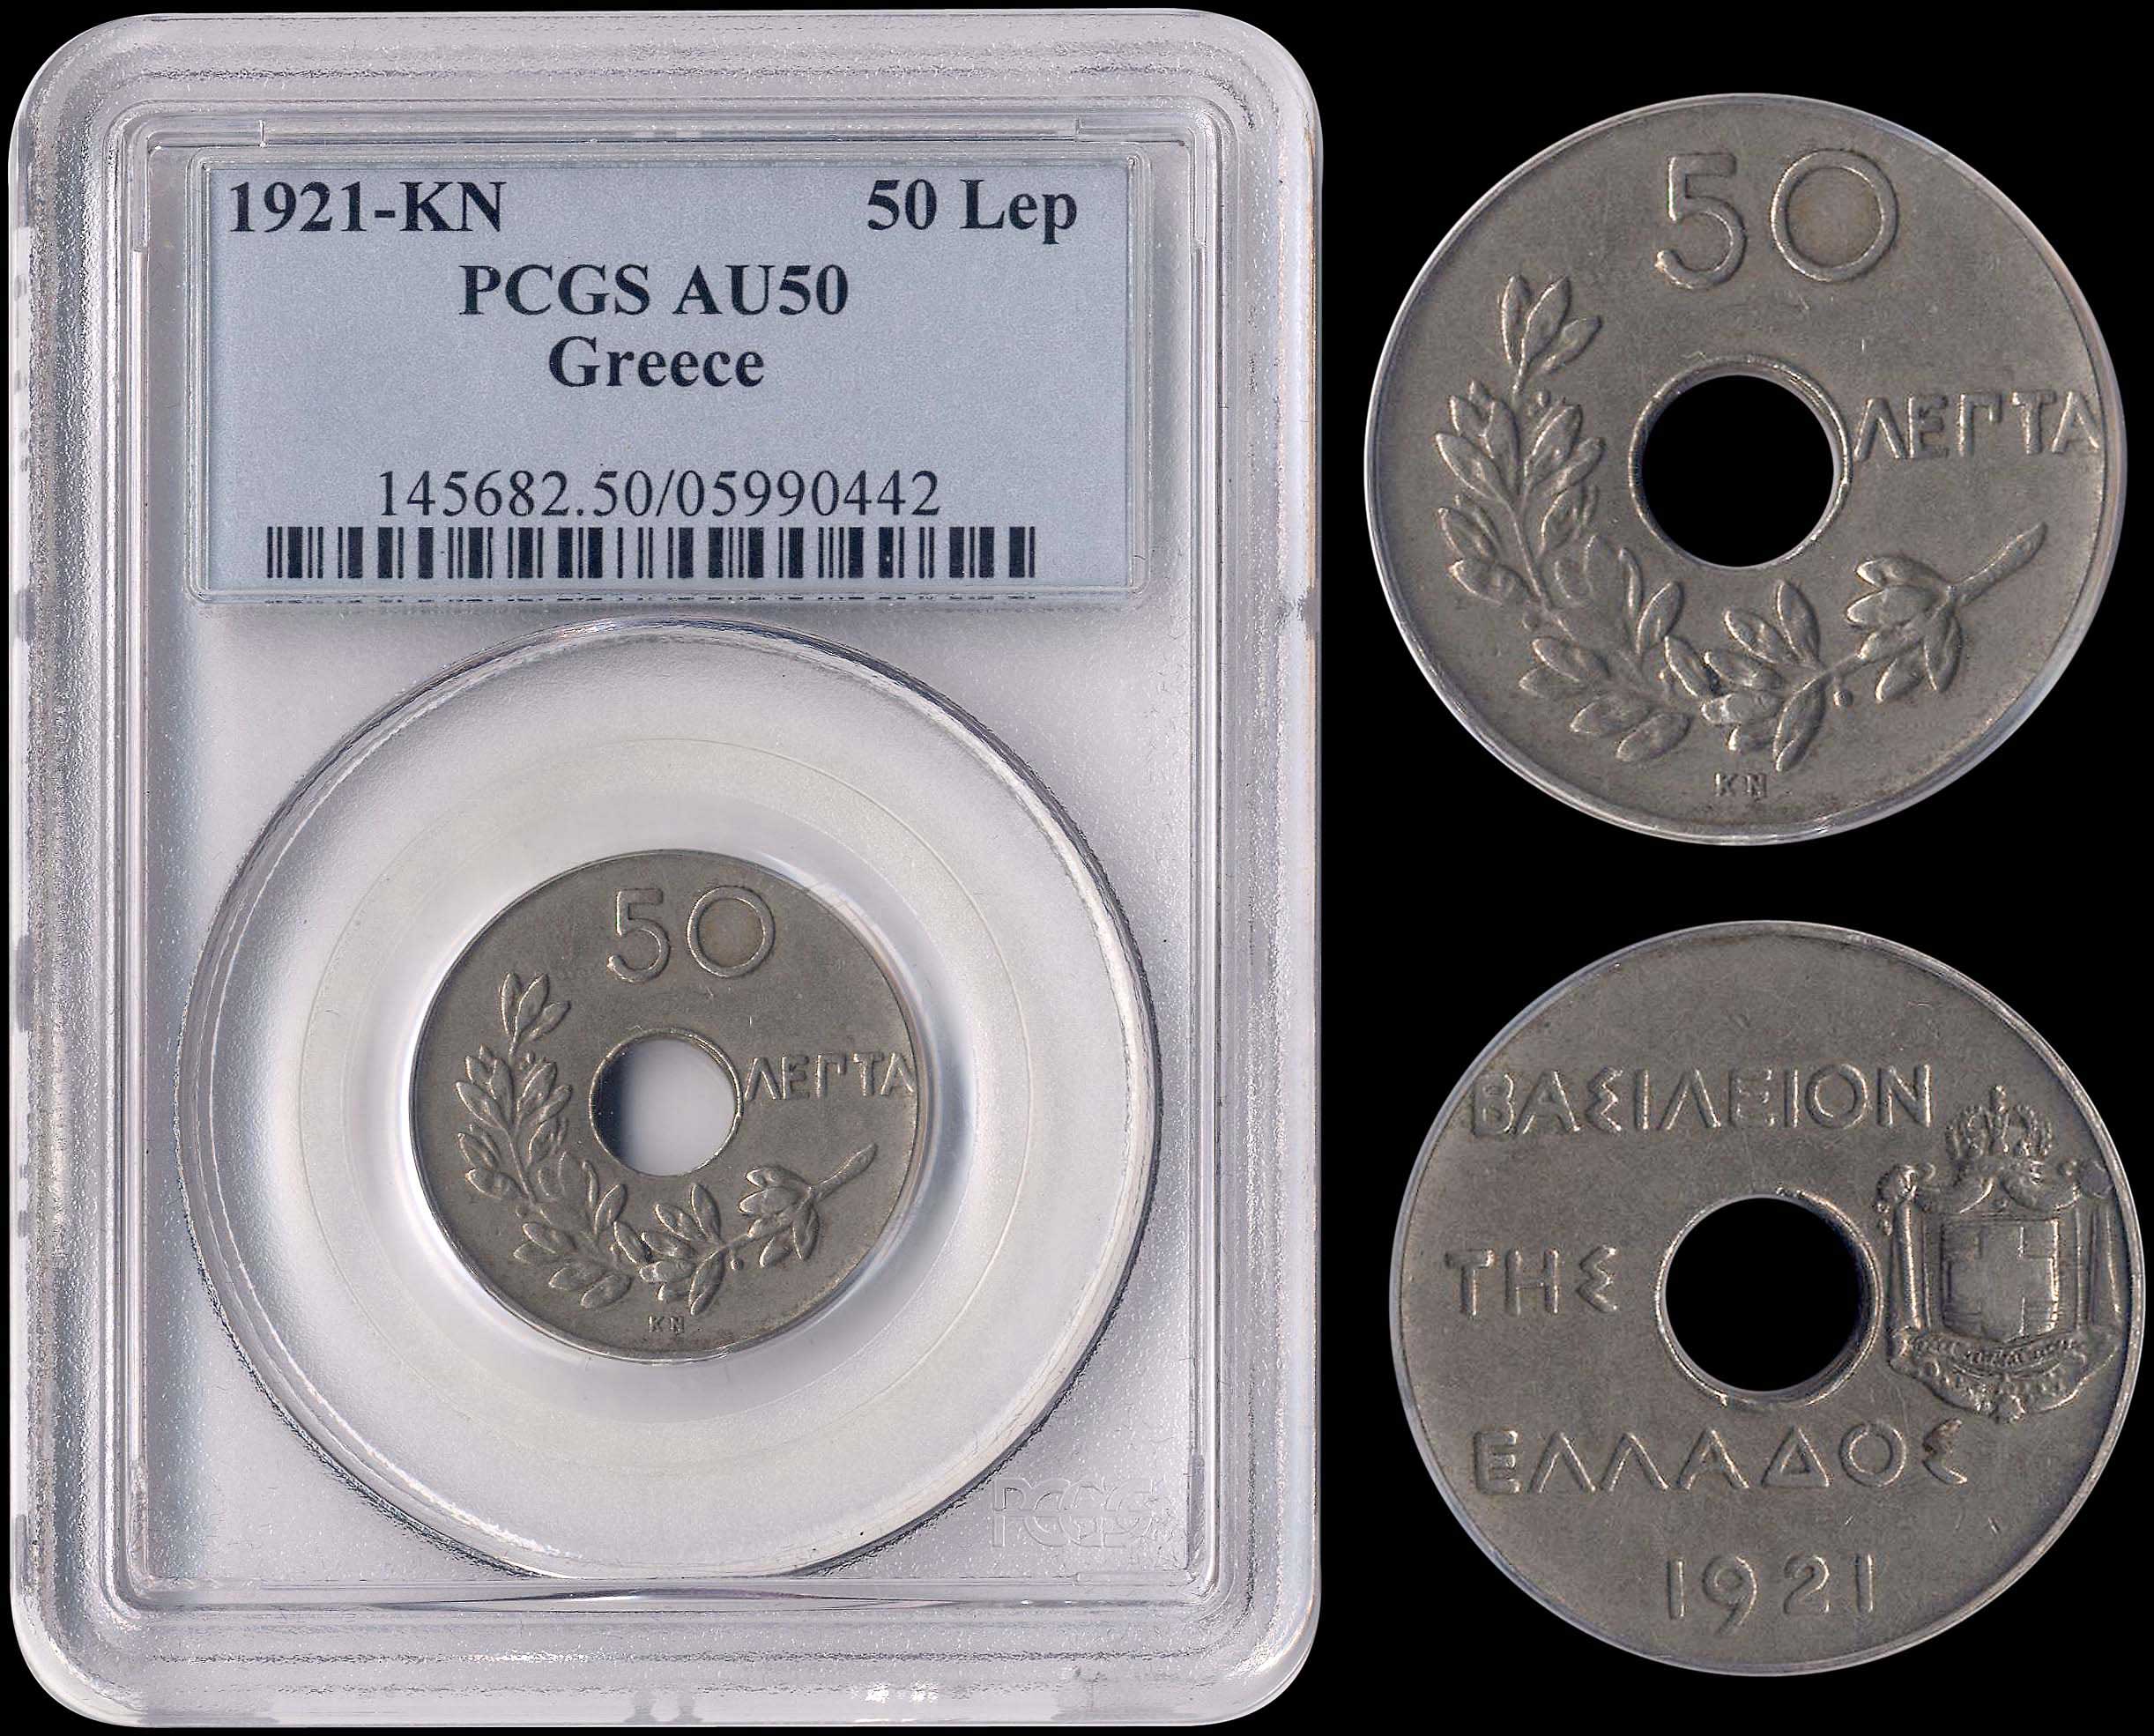 1921-KN 50 Lep
PCGS AU50
Greece
145682.50/05990442
50
ΛΕΠΤΑ
KN
PCGS
50
ΛΕΠΤΑ
KN
ΒΑΣΙΛΕΙΟΝ
ΤΗΣ
ΕΛΛΑΔΟΣ
1921